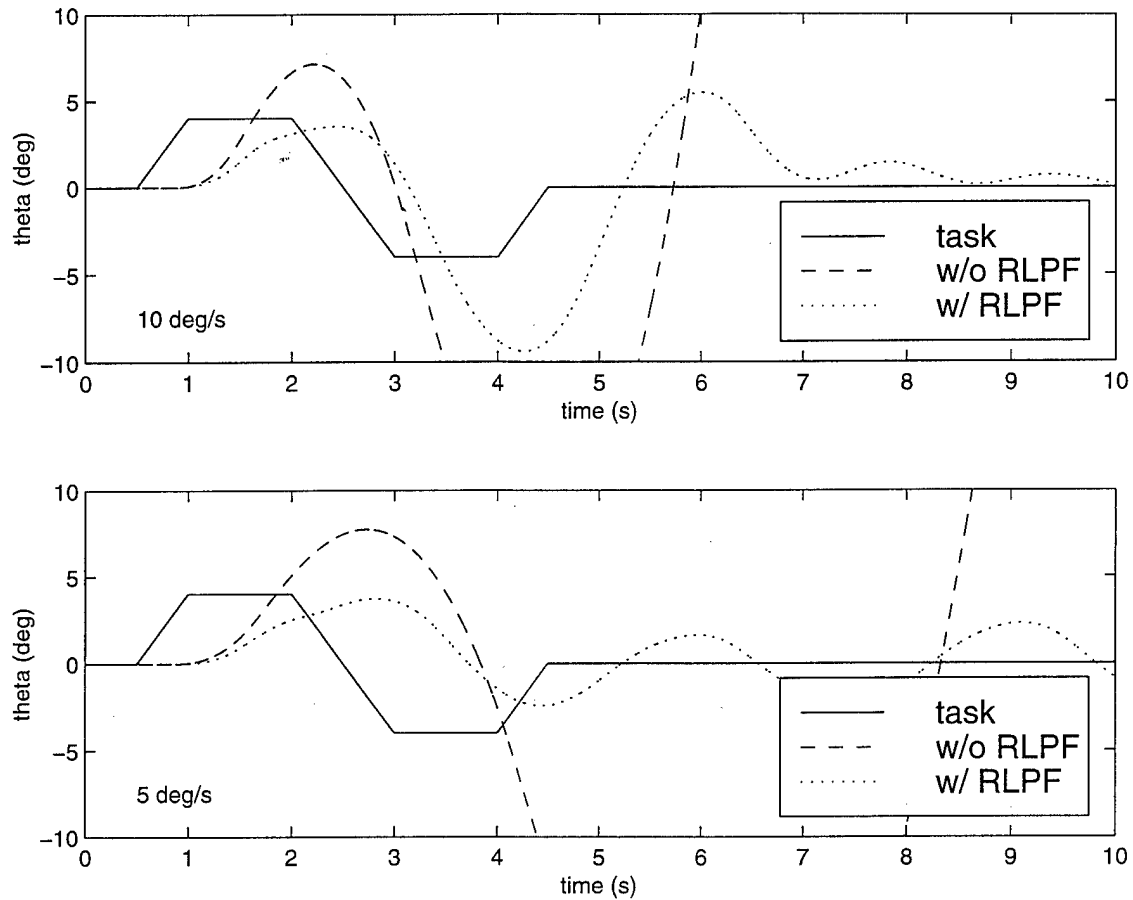 10
5
0
−5
−10
theta (deg)
10 deg/s
task
w/o RLPF
w/ RLPF
0 1 2 3 4 5 6 7 8 9 10
time (s)
10
5
0
−5
−10
theta (deg)
5 deg/s
task
w/o RLPF
w/ RLPF
0 1 2 3 4 5 6 7 8 9 10
time (s)